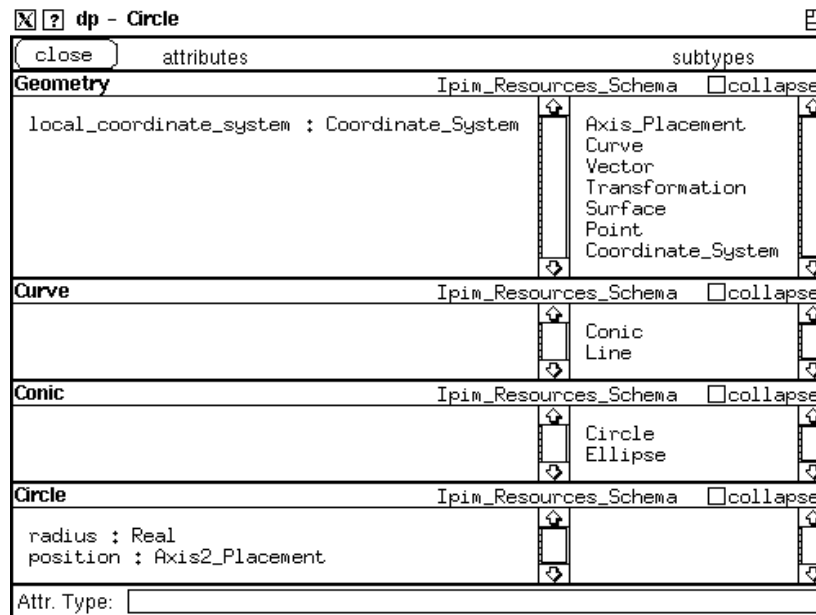 X ? dp - Circle
close attributes subtypes
Geometry Ipim_Resources_Schema collapse
local_coordinate_system : Coordinate_System
Axis_Placement
Curve
Vector
Transformation
Surface
Point
Coordinate_System
Curve Ipim_Resources_Schema collapse
Conic
Line
Conic Ipim_Resources_Schema collapse
Circle
Ellipse
Circle Ipim_Resources_Schema collapse
radius : Real
position : Axis2_Placement
Attr. Type: